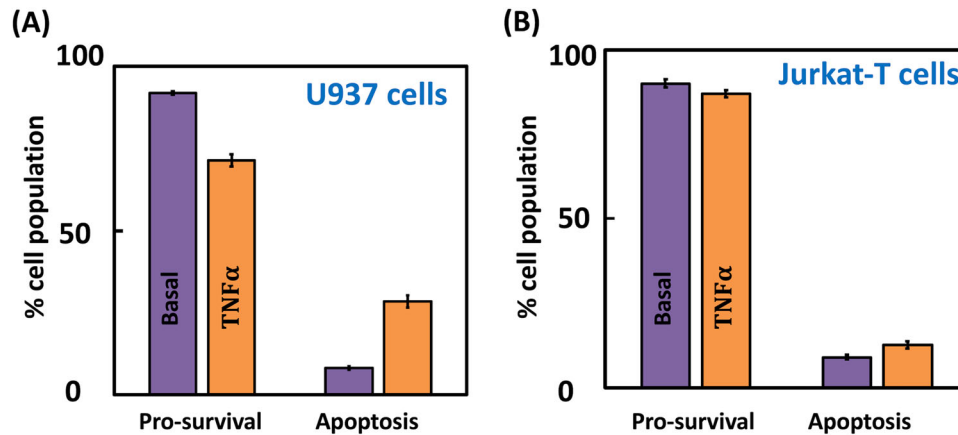 (A)
100
U937 cells
% cell population
50
Basal
TNFα
0
Pro-survival Apoptosis
(B)
100
Jurkat-T cells
% cell population
50
Basal
TNFα
0
Pro-survival Apoptosis